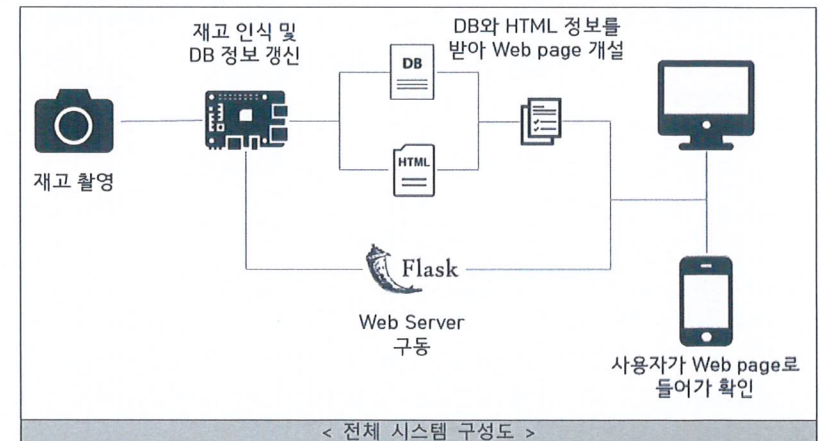 재고 인식 및
DB 정보 갱신
DB와 HTML 정보를
받아 Web page 개설
DB
HTML
재고 촬영
Flask
Web Server
구동
사용자가 Web page로
들어가 확인
< 전체 시스템 구성도 >